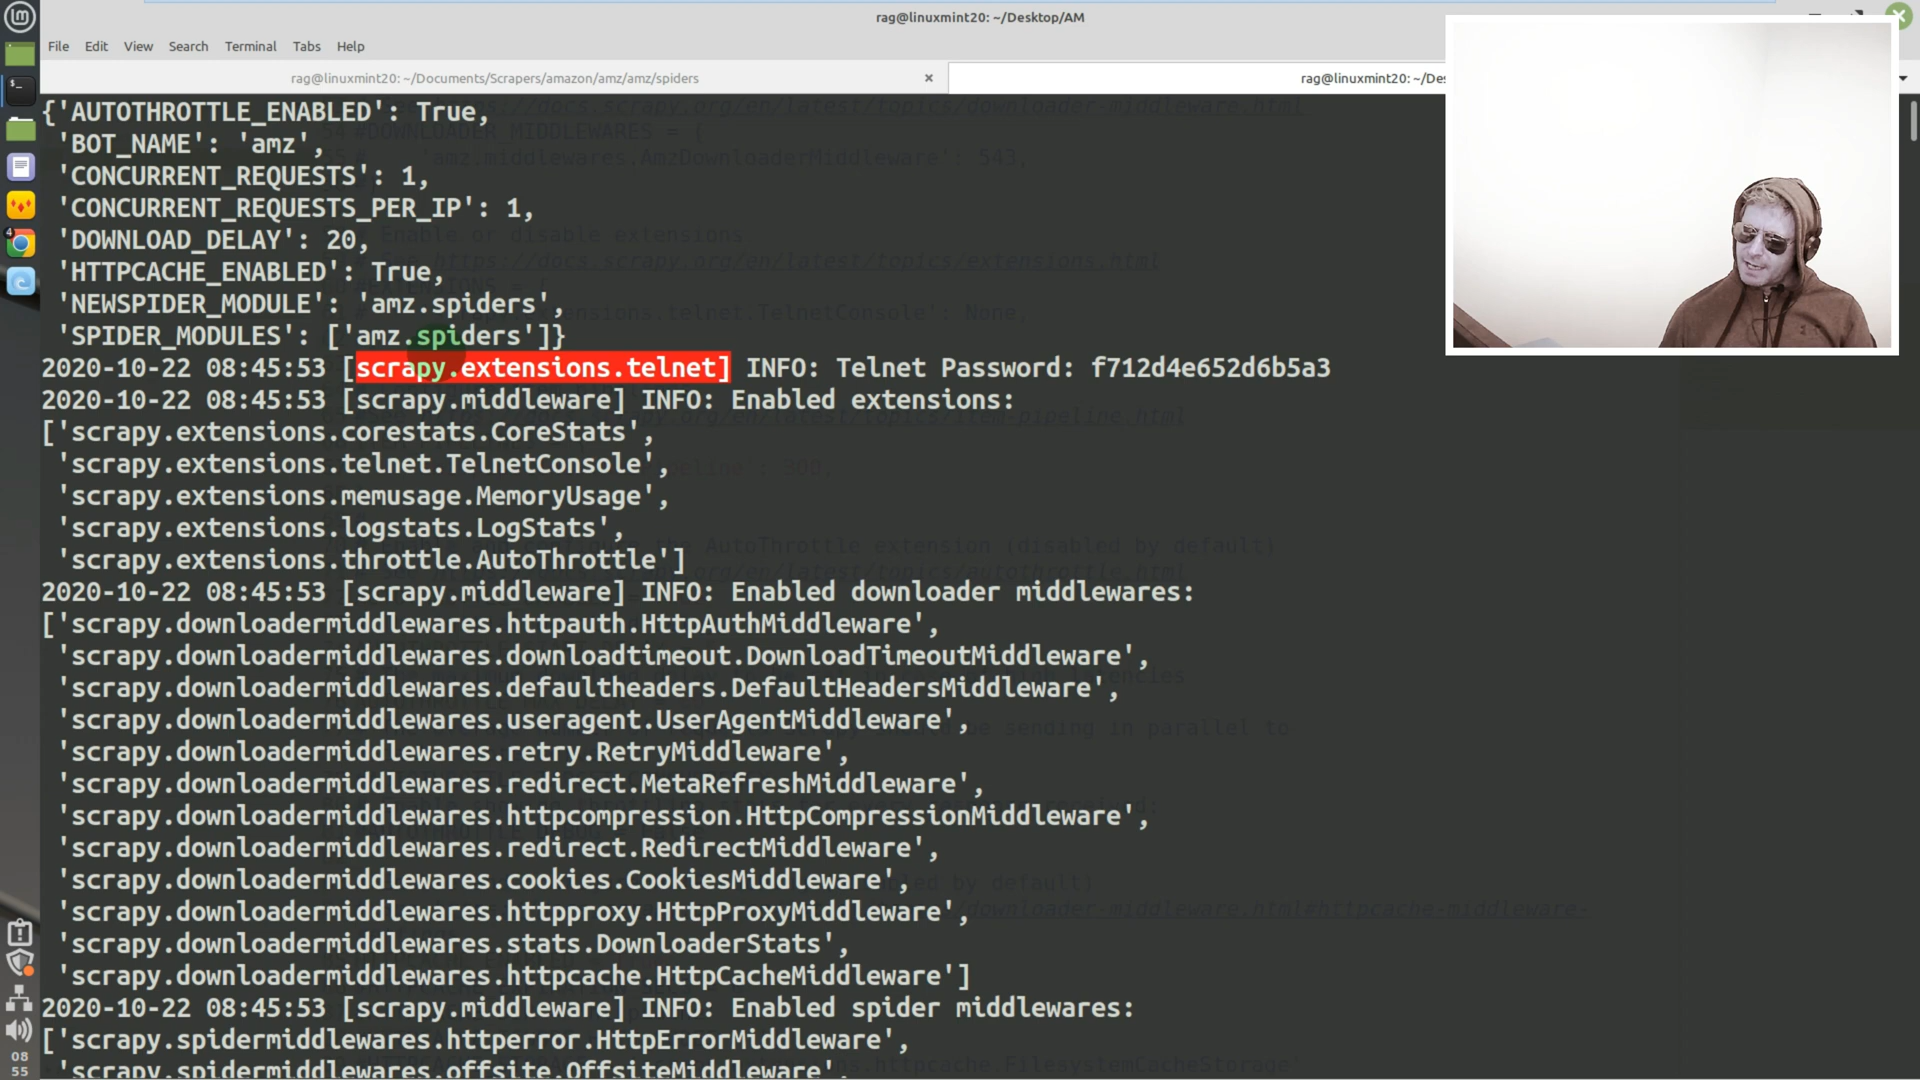 rag@linuxmint20: ~/Desktop/AM
File Edit View Search Terminal Tabs Help
rag@linuxmint20: ~/Documents/Scrapers/amazon/amz/amz/spiders
rag@linuxmint20: ~/De
{'AUTOTHROTTLE_ENABLED': True,
'BOT_NAME': 'amz',
'CONCURRENT_REQUESTS': 1,
'CONCURRENT_REQUESTS_PER_IP': 1,
'DOWNLOAD_DELAY': 20,
'HTTPCACHE_ENABLED': True,
'NEWSPIDER_MODULE': 'amz.spiders',
'SPIDER_MODULES': ['amz.spiders']}
2020-10-22 08:45:53 [scrapy.extensions.telnet] INFO: Telnet Password: f712d4e652d6b5a3
2020-10-22 08:45:53 [scrapy.middleware] INFO: Enabled extensions:
['scrapy.extensions.corestats.CoreStats',
'scrapy.extensions.telnet.TelnetConsole',
'scrapy.extensions.memusage.MemoryUsage',
'scrapy.extensions.logstats.LogStats',
'scrapy.extensions.throttle.AutoThrottle']
2020-10-22 08:45:53 [scrapy.middleware] INFO: Enabled downloader middlewares:
['scrapy.downloadermiddlewares.httpauth.HttpAuthMiddleware',
'scrapy.downloadermiddlewares.downloadtimeout.DownloadTimeoutMiddleware',
'scrapy.downloadermiddlewares.defaultheaders.DefaultHeadersMiddleware',
'scrapy.downloadermiddlewares.useragent.UserAgentMiddleware',
'scrapy.downloadermiddlewares.retry.RetryMiddleware',
'scrapy.downloadermiddlewares.redirect.MetaRefreshMiddleware',
'scrapy.downloadermiddlewares.httpcompression.HttpCompressionMiddleware',
'scrapy.downloadermiddlewares.redirect.RedirectMiddleware',
'scrapy.downloadermiddlewares.cookies.CookiesMiddleware',
'scrapy.downloadermiddlewares.httpproxy.HttpProxyMiddleware',
'scrapy.downloadermiddlewares.stats.DownloaderStats',
'scrapy.downloadermiddlewares.httpcache.HttpCacheMiddleware']
2020-10-22 08:45:53 [scrapy.middleware] INFO: Enabled spider middlewares:
['scrapy.spidermiddlewares.httperror.HttpErrorMiddleware',
'scrapy.spidermiddlewares.offsite.OffsiteMiddleware',
4
08
55